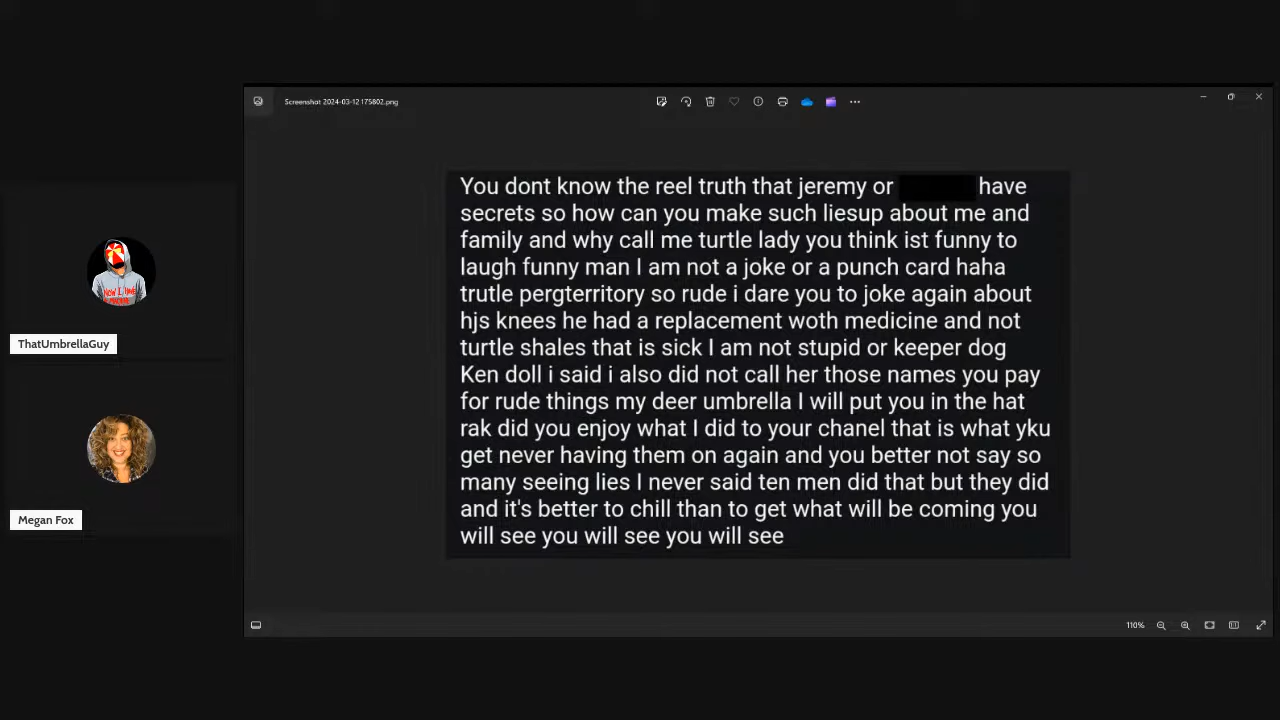 Screenshot 2024-03-12 175802.png
You dont know the reel truth that jeremy or have
secrets so how can you make such liesup about me and
family and why call me turtle lady you think ist funny to
laugh funny man I am not a joke or a punch card haha
trutle pergterritory so rude i dare you to joke again about
hjs knees he had a replacement woth medicine and not
turtle shales that is sick I am not stupid or keeper dog
Ken doll i said i also did not call her those names you pay
for rude things my deer umbrella I will put you in the hat
rak did you enjoy what I did to your chanel that is what yku
get never having them on again and you better not say so
many seeing lies I never said ten men did that but they did
and it's better to chill than to get what will be coming you
will see you will see you will see
ThatUmbrellaGuy
Megan Fox
110%